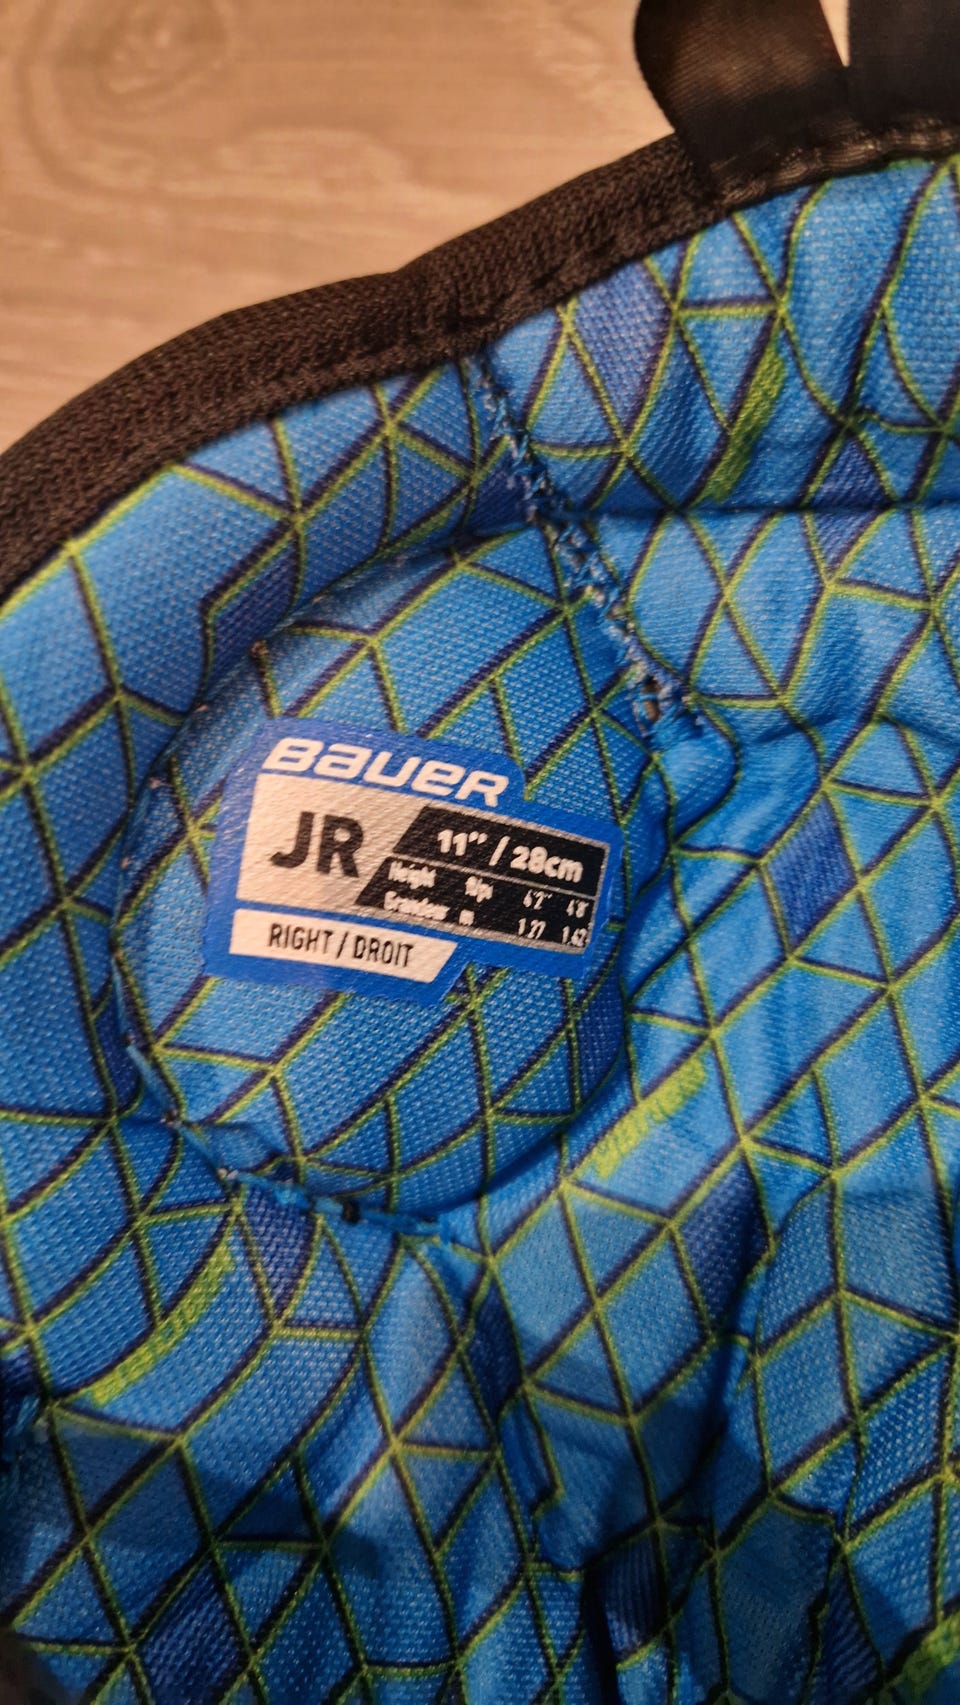 BAUER
JR
11" / 28cm
Height 4'2" 4'8"
Grandeur m 1.27 1.42
RIGHT / DROIT